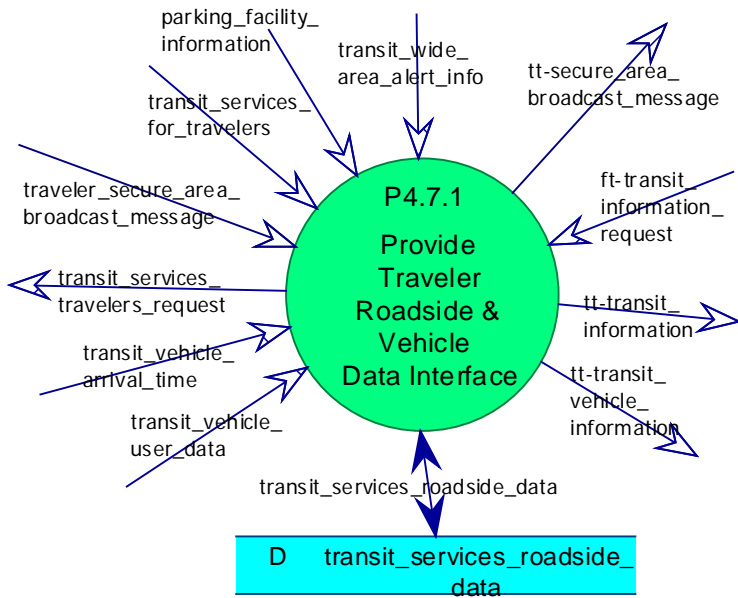 parking_facility_
information
transit_wide_
area_alert_info
tt-secure_area_
broadcast_message
transit_services_
for_travelers
traveler_secure_area_
broadcast_message
ft-transit_
information_
request
P4.7.1
Provide
Traveler
Roadside &
Vehicle
Data Interface
transit_services_
travelers_request
tt-transit_
information
transit_vehicle_
arrival_time
tt-transit_
vehicle_
information
transit_vehicle_
user_data
transit_services_roadside_data
D transit_services_roadside_
data